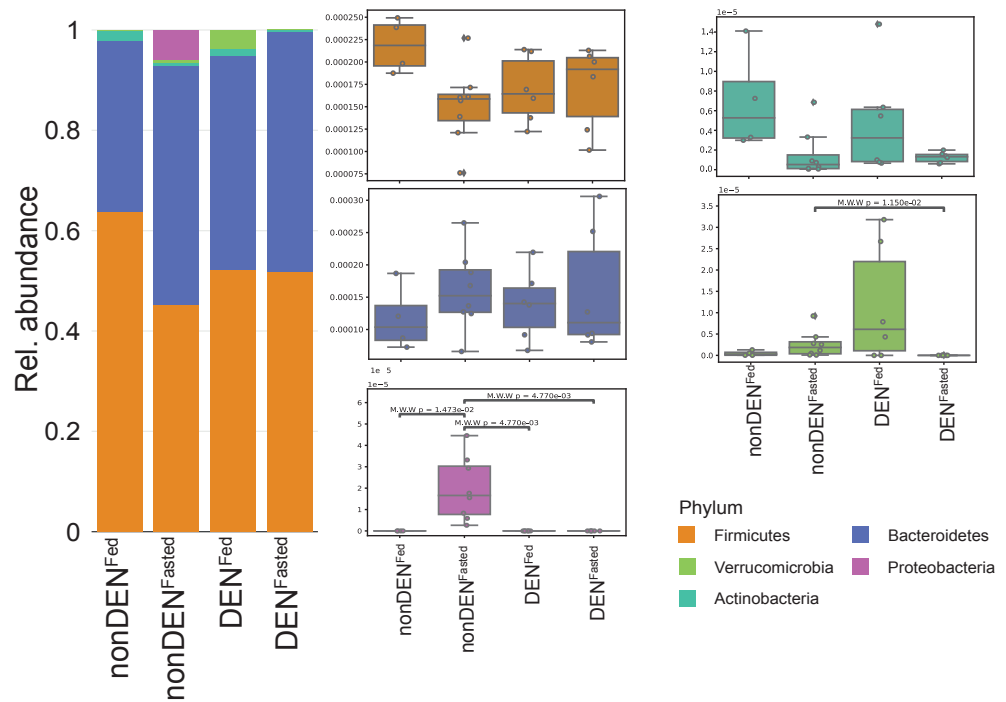 Rel. abundance
1
0.8
0.6
0.4
0.2
0
nonDENFed
nonDENFasted
DENFed
DENFasted
0.000250
0.000225
0.000200
0.000175
0.000150
0.000125
0.000100
0.000075
0.00030
0.00025
0.00020
0.00015
0.00010
1e 5
1e-5
6
5
4
3
2
1
0
M.W.W p = 4.770e-03
M.W.W p = 1.473e-02
M.W.W p = 4.770e-03
nonDENFed
nonDENFasted
DENFed
DENFasted
1e-5
1.4
1.2
1.0
0.8
0.6
0.4
0.2
0.0
1e-5
M.W.W p = 1.150e-02
3.5
3.0
2.5
2.0
1.5
1.0
0.5
0.0
nonDENFed
nonDENFasted
DENFed
DENFasted
Phylum
Firmicutes
Bacteroidetes
Verrucomicrobia
Proteobacteria
Actinobacteria